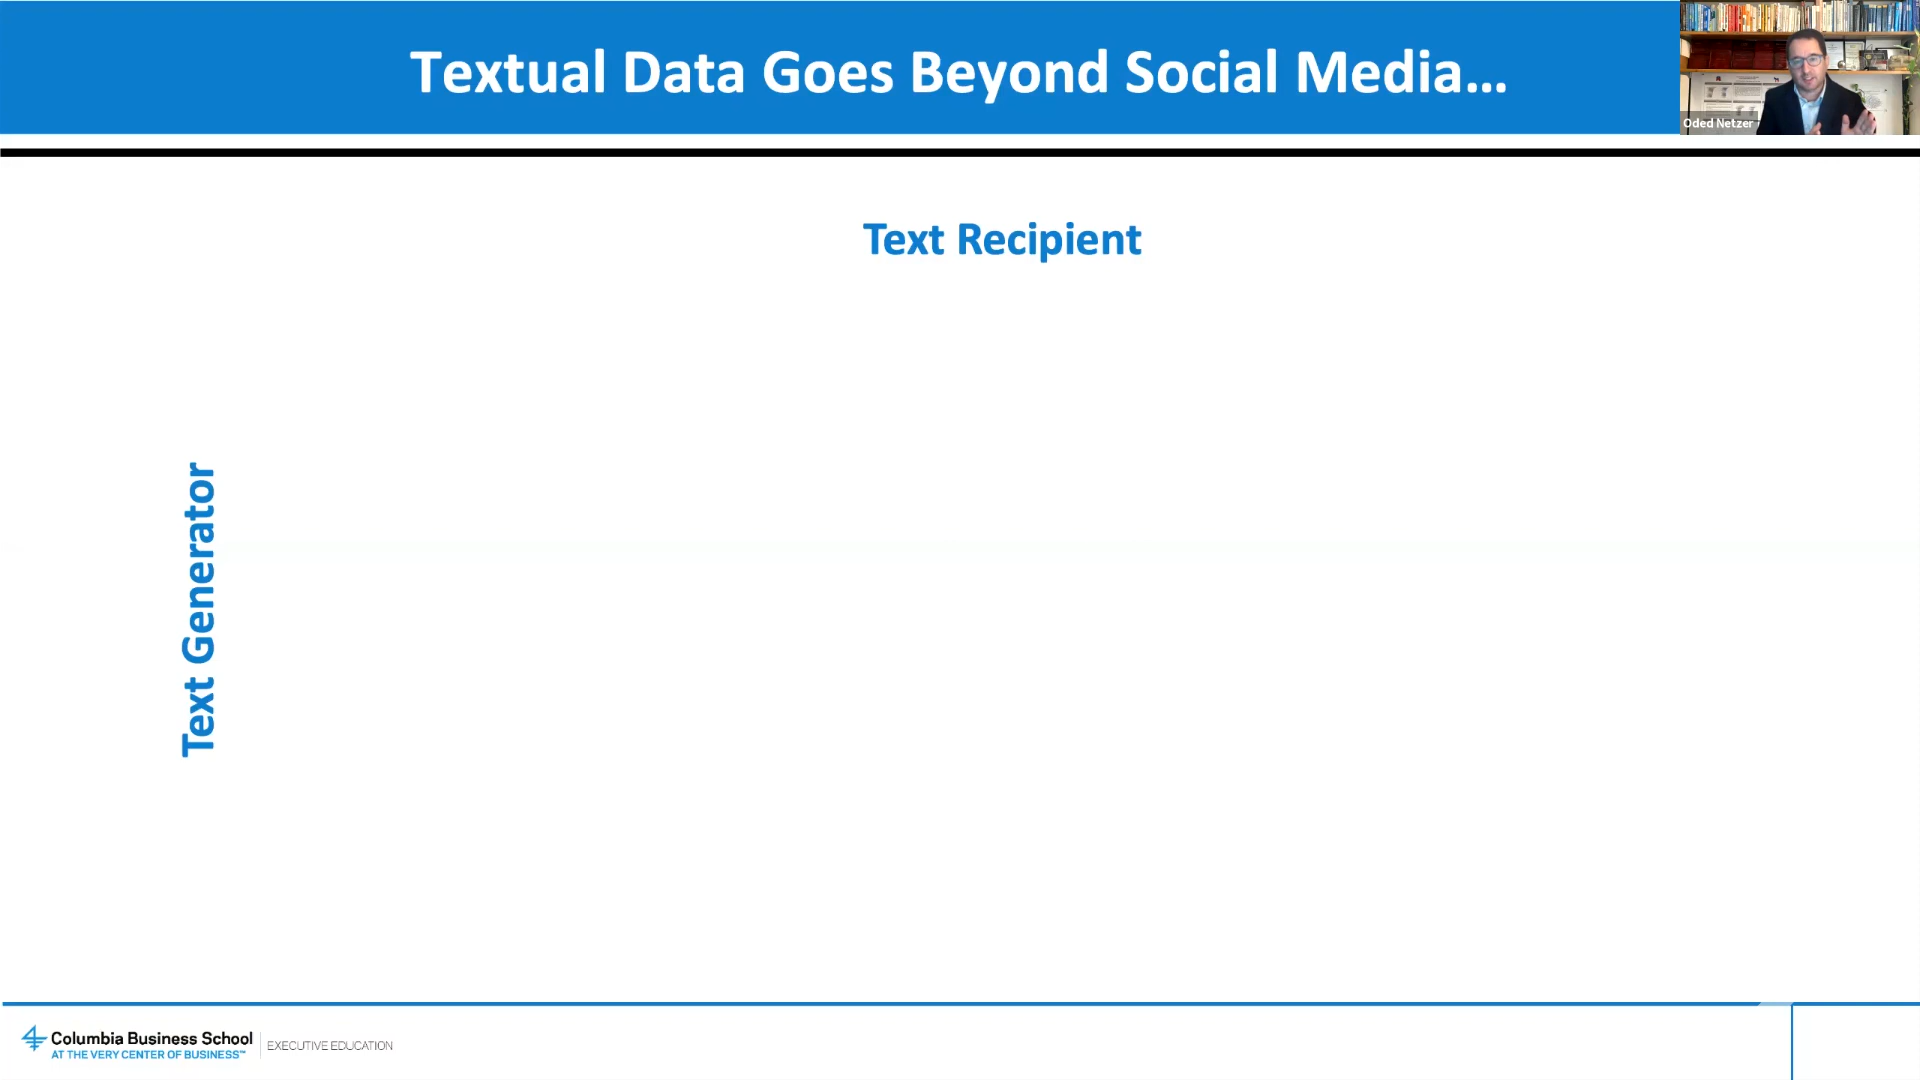 Textual Data Goes Beyond Social Media...
Oded Netzer
Text Recipient
Text Generator
Columbia Business School
AT THE VERY CENTER OF BUSINESS™
EXECUTIVE EDUCATION